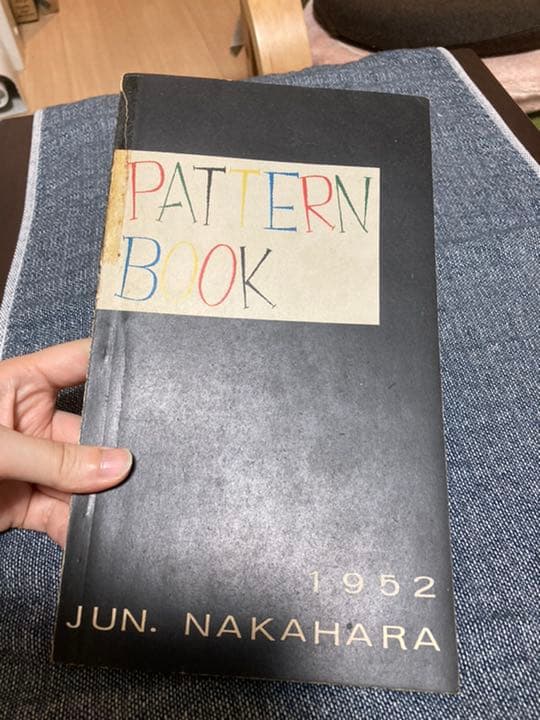 PATTERN
BOOK
1952
JUN. NAKAHARA